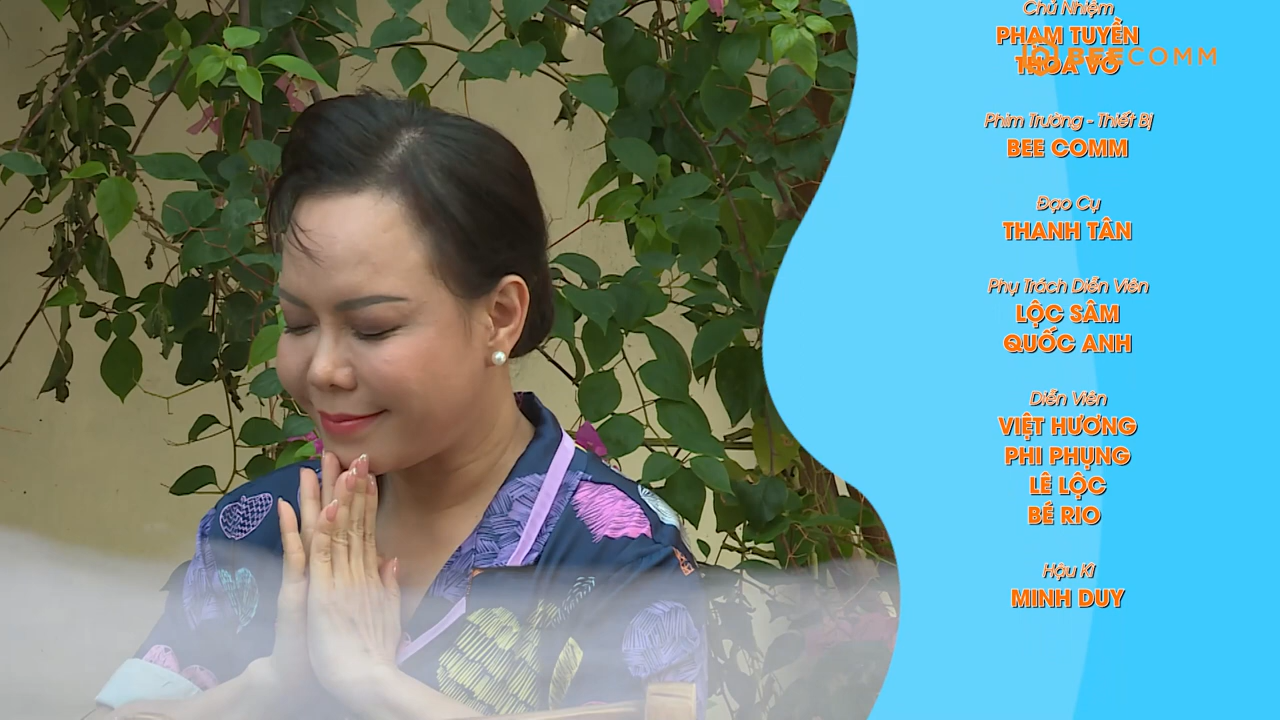 Chủ Nhiệm
PHẠM TUYỀN
THOA VÕ
BEECOMM
Phim Trường - Thiết Bị
BEE COMM
Đạo Cụ
THANH TÂN
Phụ Trách Diễn Viên
LỘC SÂM
QUỐC ANH
Diễn Viên
VIỆT HƯƠNG
PHI PHỤNG
LÊ LỘC
BÉ RIO
Hậu Kì
MINH DUY